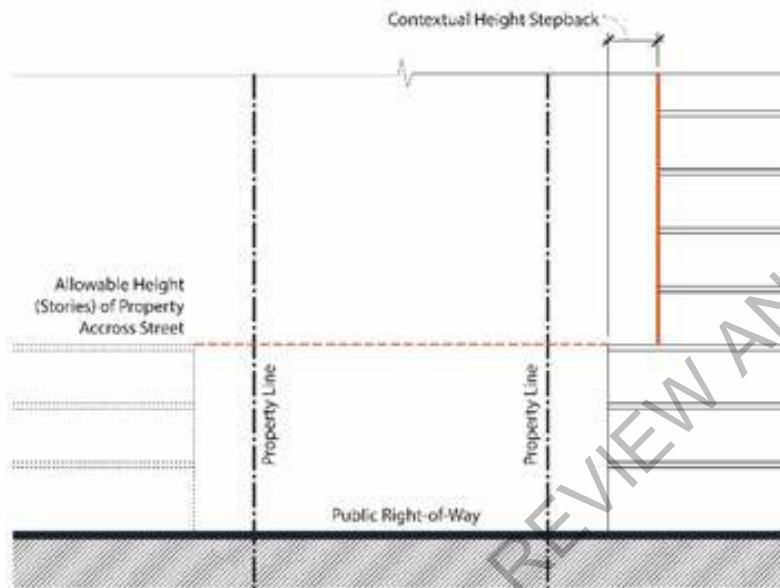 Contextual Height Stepback
Allowable Height
(Stories) of Property
Accross Street
Property Line
Property Line
Public Right-of-Way
REVIEW AN